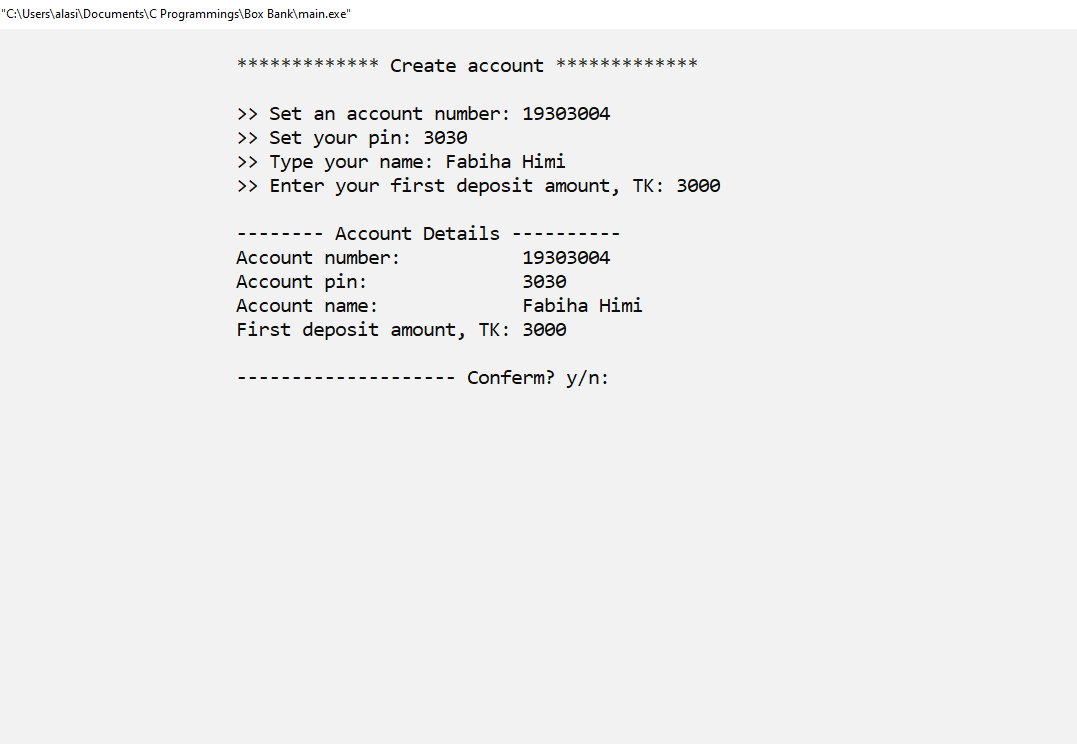 "C:\Users\alasi\Documents\C Programmings\Box Bank\main.exe"
************* Create account *************
>> Set an account number: 19303004
>> Set your pin: 3030
>> Type your name: Fabiha Himi
>> Enter your first deposit amount, TK: 3000
-------- Account Details ----------
Account number: 19303004
Account pin: 3030
Account name: Fabiha Himi
First deposit amount, TK: 3000
-------------------- Conferm? y/n: